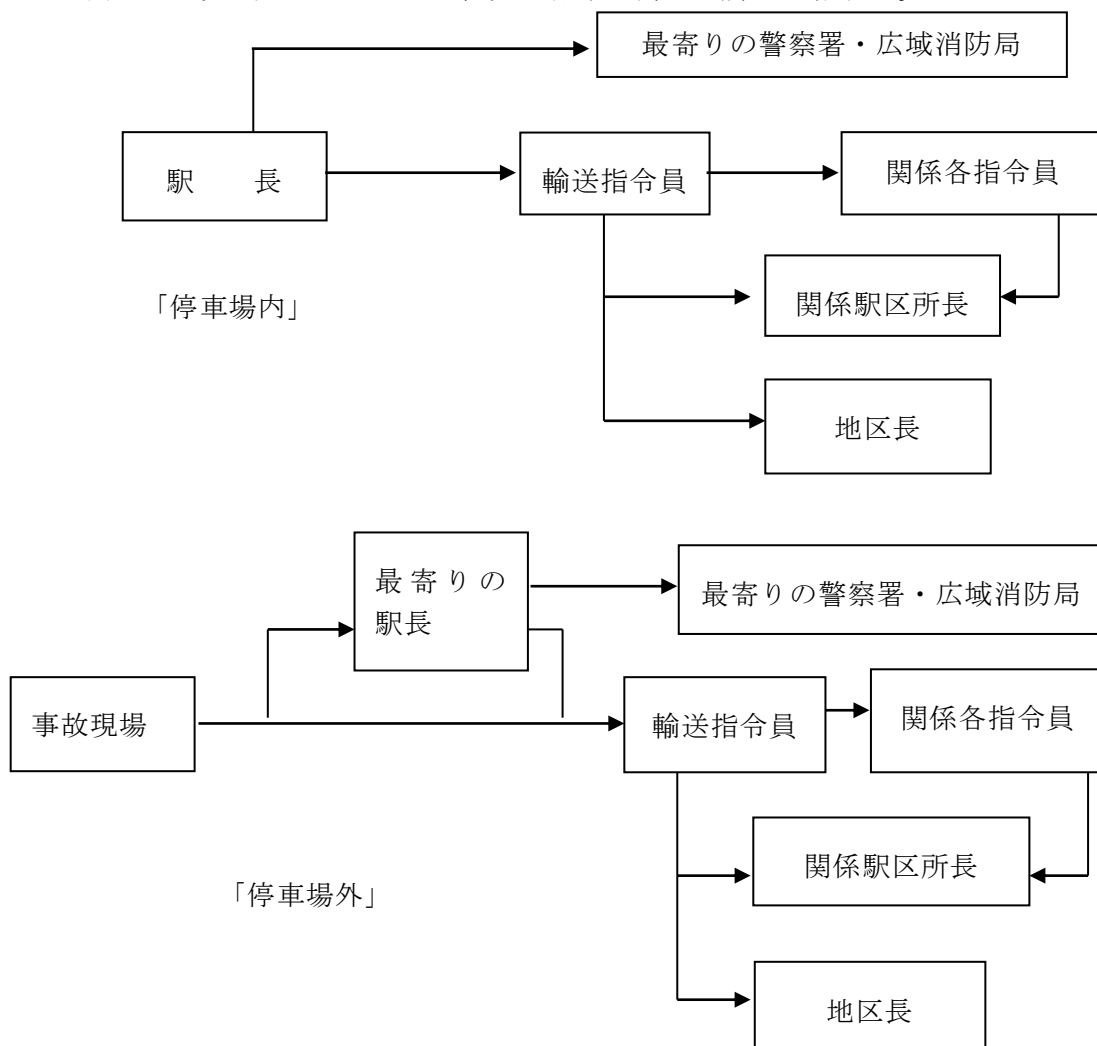 最寄りの警察署・広域消防局
駅　　長
輸送指令員
関係各指令員
「停車場内」
関係駅区所長
地区長
最寄りの
駅長
最寄りの警察署・広域消防局
事故現場
輸送指令員
関係各指令員
関係駅区所長
「停車場外」
地区長